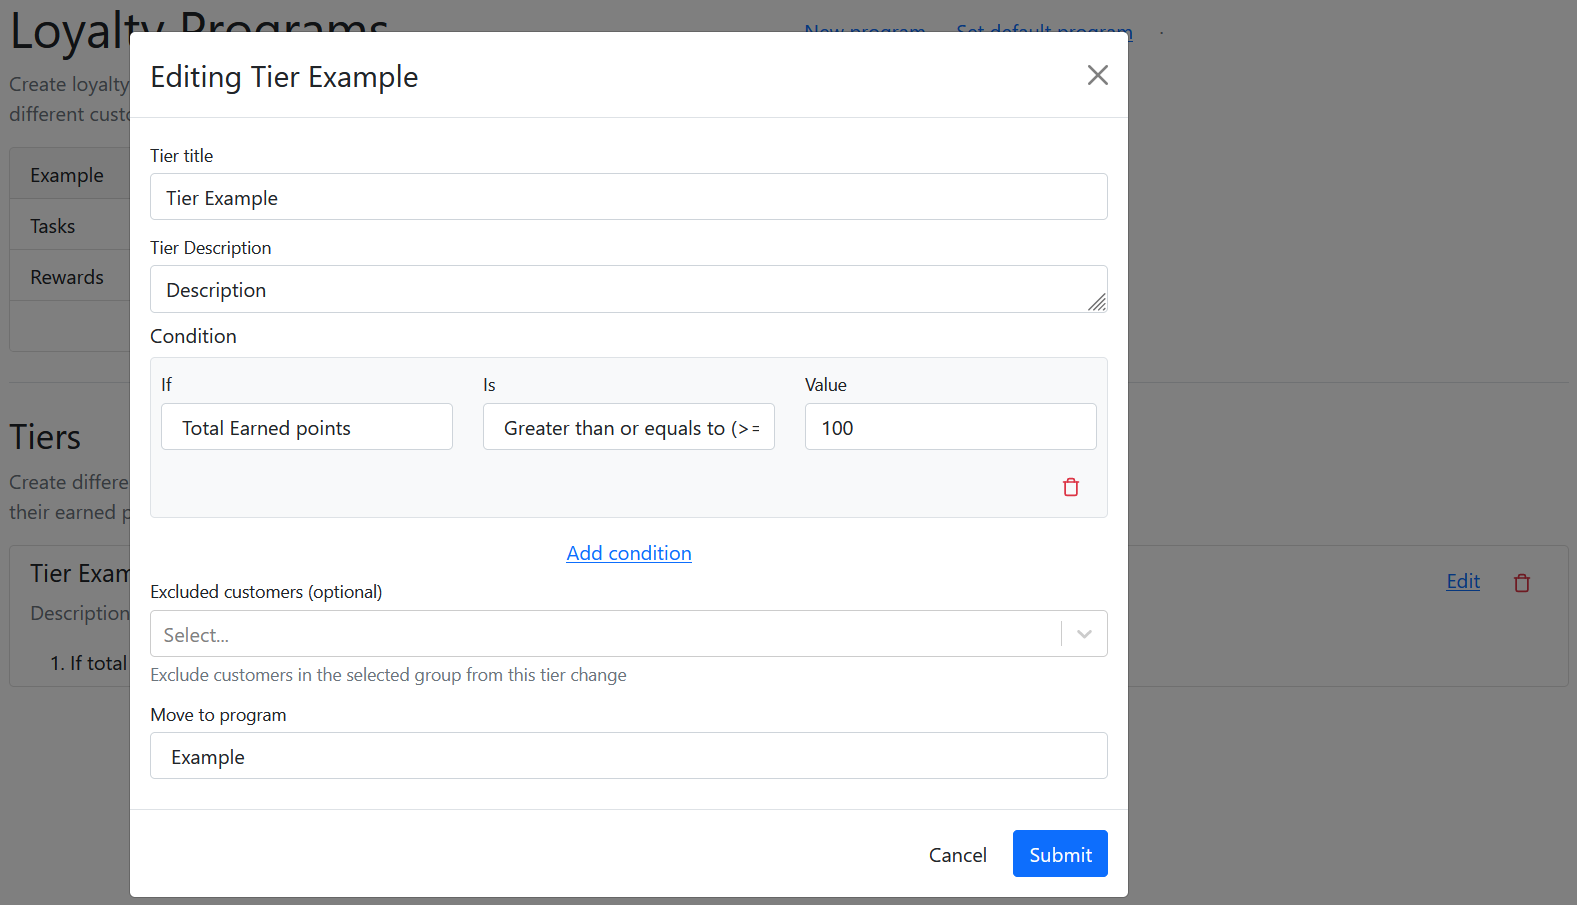 Loyalty Programs
New program
Set default program
Create loyalty
different custo
Example
Tasks
Rewards
Editing Tier Example
Tier title
Tier Example
Tier Description
Description
Condition
If
Is
Value
Total Earned points
Greater than or equals to (>=
100
Add condition
Excluded customers (optional)
Select...
Exclude customers in the selected group from this tier change
Move to program
Example
Cancel
Submit
Tiers
Create differe
their earned p
Tier Exam
Edit
Description
1. If total